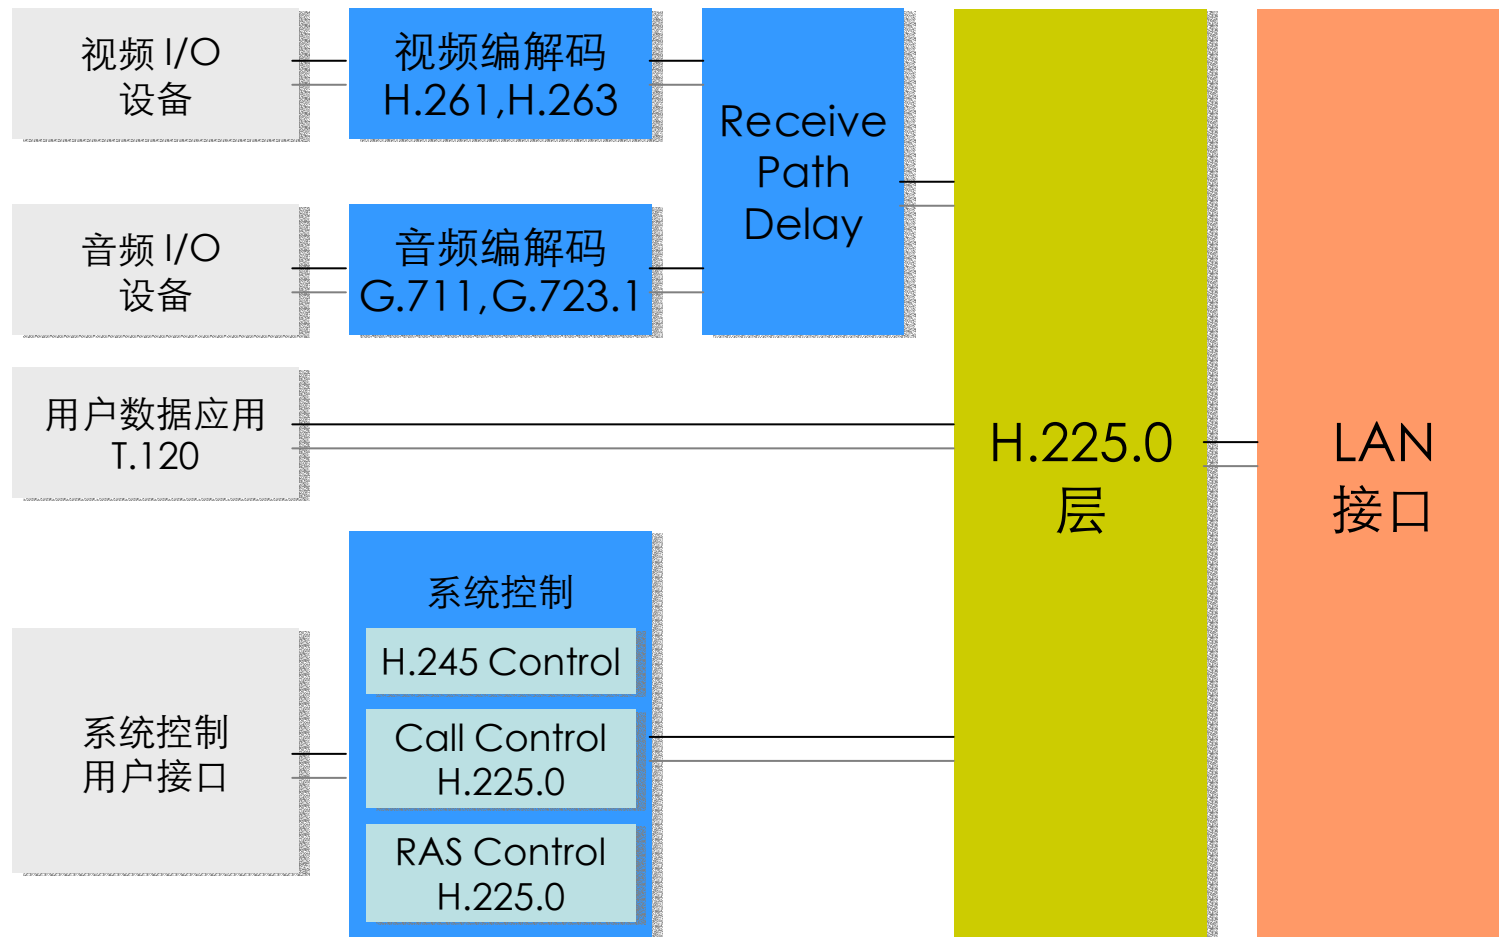 视频 I/O
设备
视频编解码
H.261,H.263
Receive
Path
Delay
音频 I/O
设备
音频编解码
G.711,G.723.1
用户数据应用
T.120
H.225.0
层
LAN
接口
系统控制
用户接口
系统控制
H.245 Control
Call Control
H.225.0
RAS Control
H.225.0